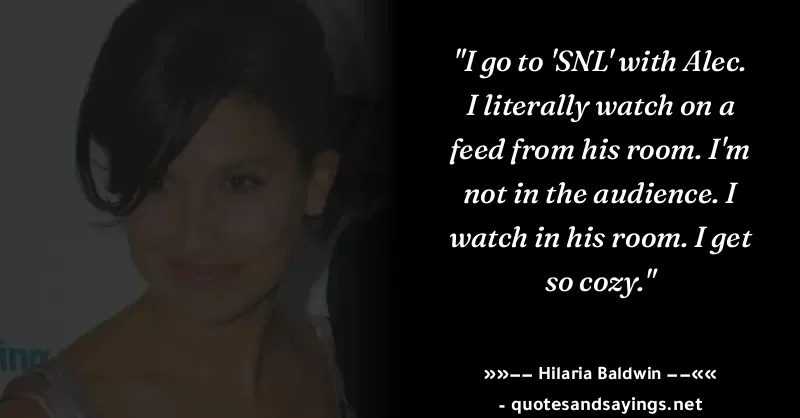 "I go to 'SNL' with Alec.
I literally watch on a
feed from his room. I'm
not in the audience. I
watch in his room. I get
so cozy."
»»–– Hilaria Baldwin ––««
- quotesandsayings.net
ing